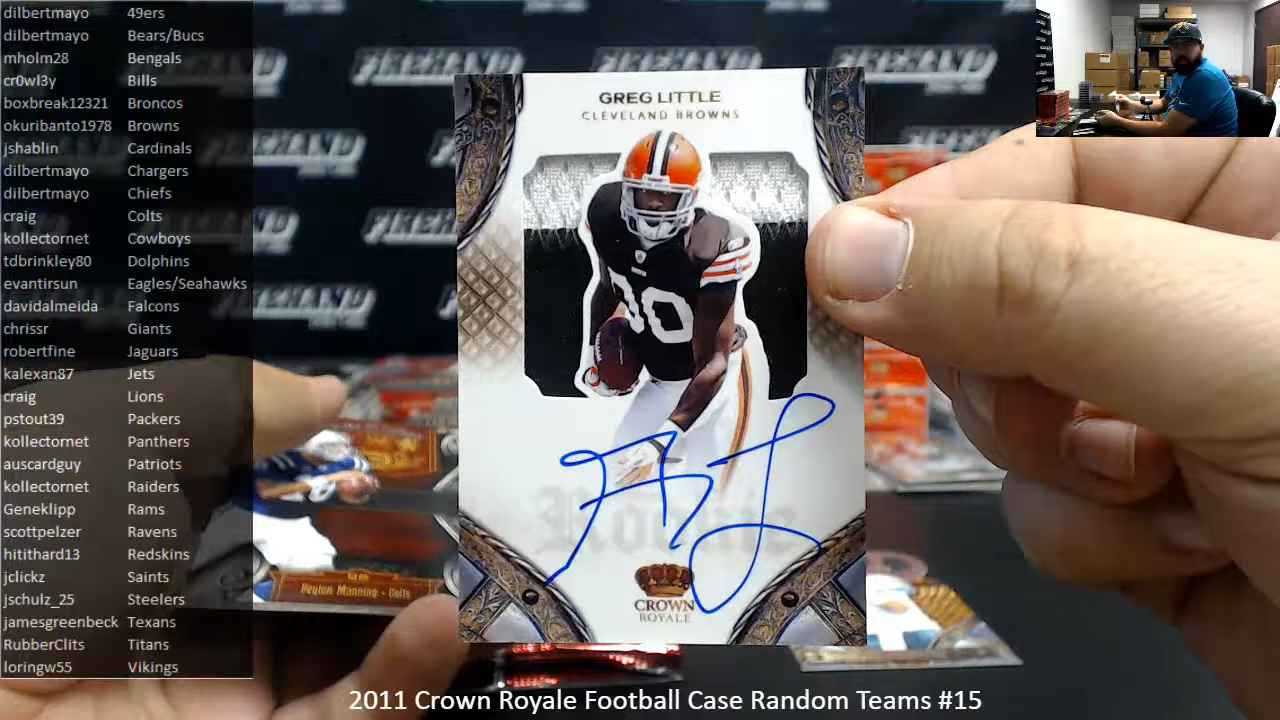 dilbertmayo 49ers
dilbertmayo Bears/Bucs
mholm28 Bengals
cr0wl3y Bills
boxbreak12321 Broncos
okuribanto1978 Browns
jshablin Cardinals
dilbertmayo Chargers
dilbertmayo Chiefs
craig Colts
kollectornet Cowboys
tdbrinkley80 Dolphins
evantirsun Eagles/Seahawks
davidalmeida Falcons
chrissr Giants
robertfine Jaguars
kalexan87 Jets
craig Lions
pstout39 Packers
kollectornet Panthers
auscardguy Patriots
kollectornet Raiders
Geneklipp Rams
scottpelzer Ravens
hitithard13 Redskins
jclickz Saints
jschulz_25 Steelers
jamesgreenbeck Texans
RubberClits Titans
loringw55 Vikings
GREG LITTLE
CLEVELAND BROWNS
Rookie
CROWN
ROYALE
Peyton Manning - Colts
FIREHAND
2011 Crown Royale Football Case Random Teams #15